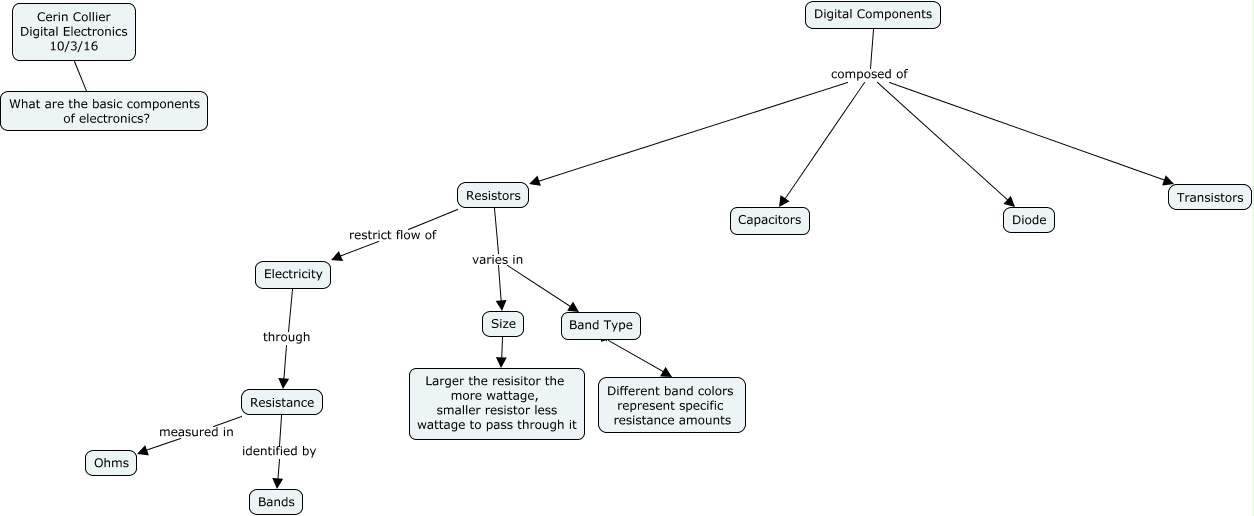 Cerin Collier
Digital Electronics
10/3/16
What are the basic components
of electronics?
Digital Components
composed of
Resistors
Capacitors
Diode
Transistors
restrict flow of
varies in
Electricity
Size
Band Type
through
Larger the resisitor the
more wattage,
smaller resistor less
wattage to pass through it
Different band colors
represent specific
resistance amounts
Resistance
measured in
identified by
Ohms
Bands